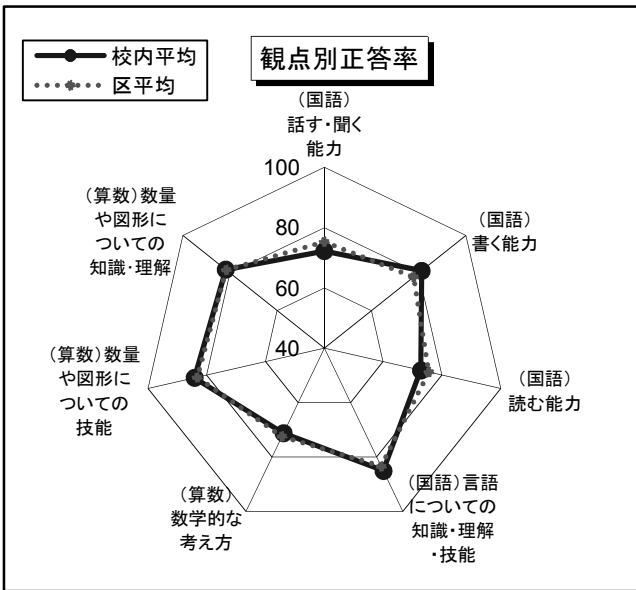 観点別正答率
校内平均
区平均
(国語)
話す・聞く
能力
100
80
60
40
(国語)
書く能力
(国語)
読む能力
(国語)言語
についての
知識・理解
・技能
(算数)
数学的な
考え方
(算数)数量
や図形に
ついての
技能
(算数)数量
や図形に
ついての
知識・理解